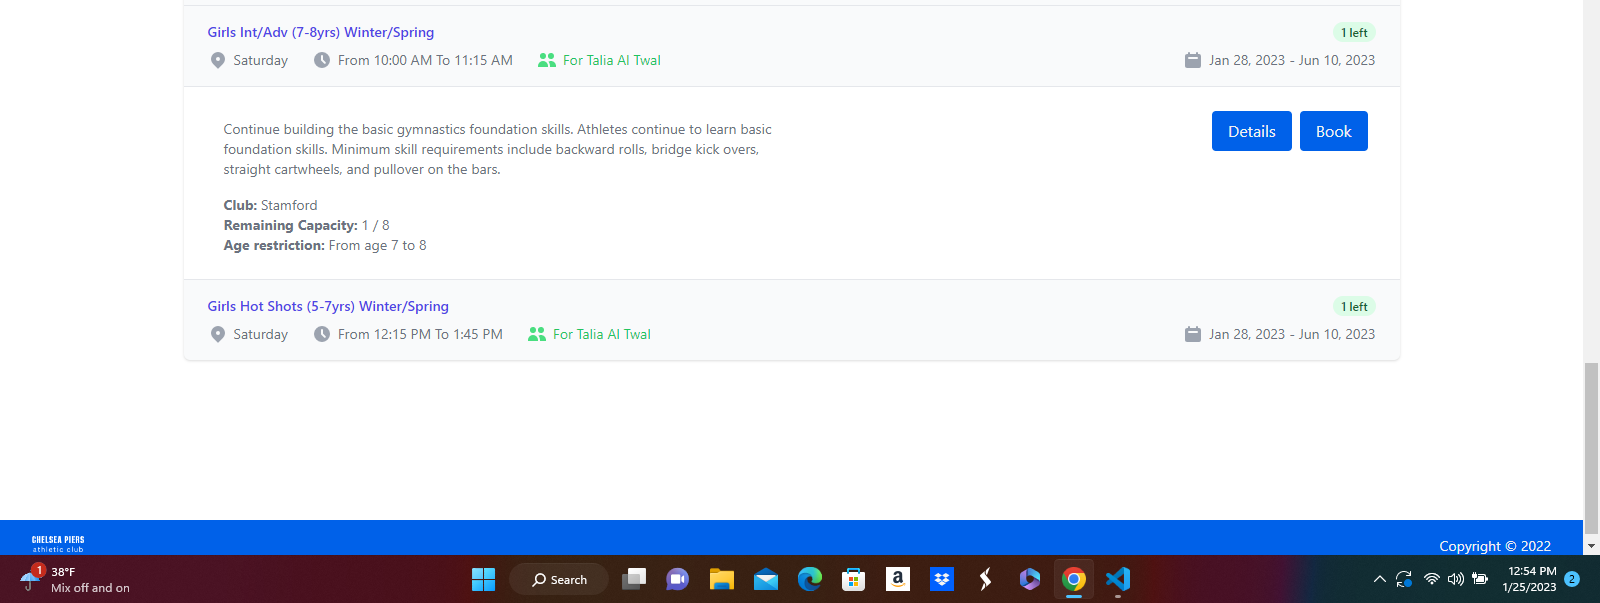 Girls Int/Adv (7-8yrs) Winter/Spring
1 left
Saturday From 10:00 AM To 11:15 AM For Talia Al Twal Jan 28, 2023 - Jun 10, 2023
Continue building the basic gymnastics foundation skills. Athletes continue to learn basic
foundation skills. Minimum skill requirements include backward rolls, bridge kick overs,
straight cartwheels, and pullover on the bars.
Details Book
Club: Stamford
Remaining Capacity: 1 / 8
Age restriction: From age 7 to 8
Girls Hot Shots (5-7yrs) Winter/Spring
1 left
Saturday From 12:15 PM To 1:45 PM For Talia Al Twal Jan 28, 2023 - Jun 10, 2023
CHELSEA PIERS
athletic club
Copyright © 2022
1
38°F
Mix off and on
Search
a
12:54 PM
1/25/2023
2